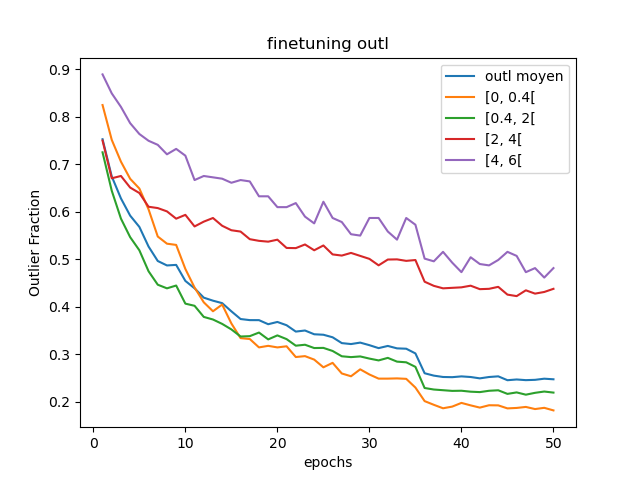 finetuning outl
outl moyen
[0, 0.4[
[0.4, 2[
[2, 4[
[4, 6[
Outlier Fraction
0.9
0.8
0.7
0.6
0.5
0.4
0.3
0.2
0 10 20 30 40 50
epochs